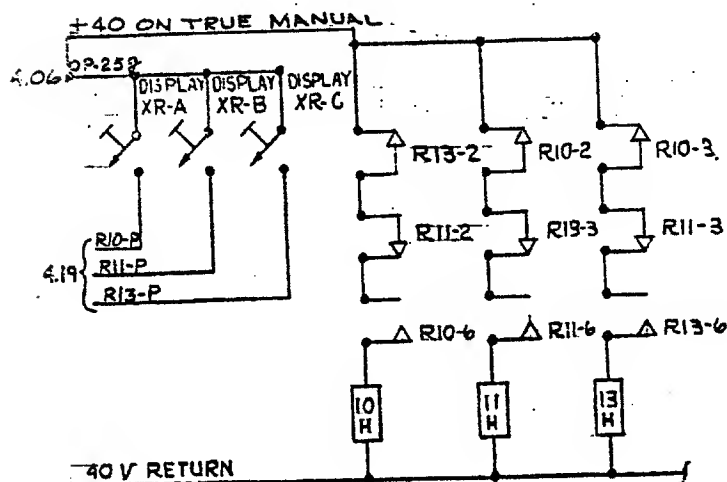 +40 ON TRUE MANUAL
4.06
DISPLAY XR-A
DISPLAY XR-B
DISPLAY XR-C
R13-2
R10-2
R10-3
R11-2
R13-3
R11-3
4.19
R10-P
R11-P
R13-P
R10-6
R11-6
R13-6
10 H
11 H
13 H
40 V RETURN